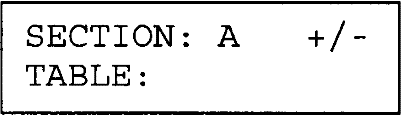 SECTION: A +/-
TABLE: